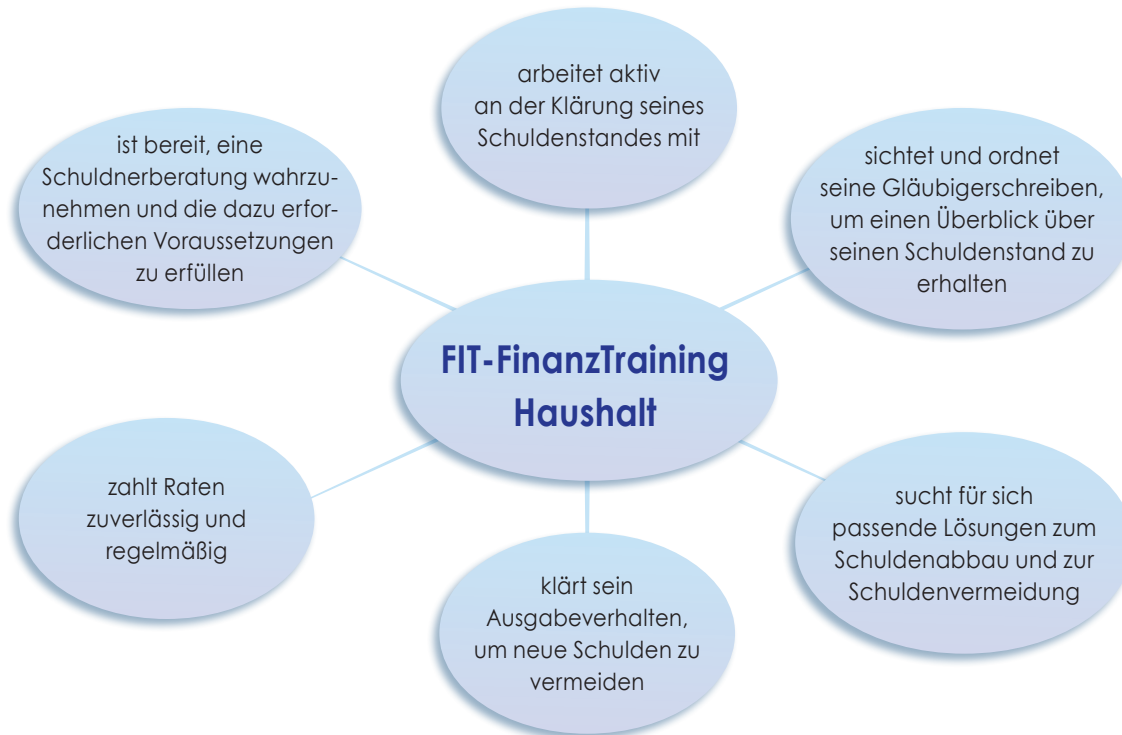 arbeitet aktiv
an der Klärung seines
Schuldenstandes mit
ist bereit, eine
Schuldnerberatung wahrzu-
nehmen und die dazu erfor-
derlichen Voraussetzungen
zu erfüllen
sichtet und ordnet
seine Gläubigerschreiben,
um einen Überblick über
seinen Schuldenstand zu
erhalten
FIT-FinanzTraining
Haushalt
zahlt Raten
zuverlässig und
regelmäßig
sucht für sich
passende Lösungen zum
Schuldenabbau und zur
Schuldenvermeidung
klärt sein
Ausgabeverhalten,
um neue Schulden zu
vermeiden